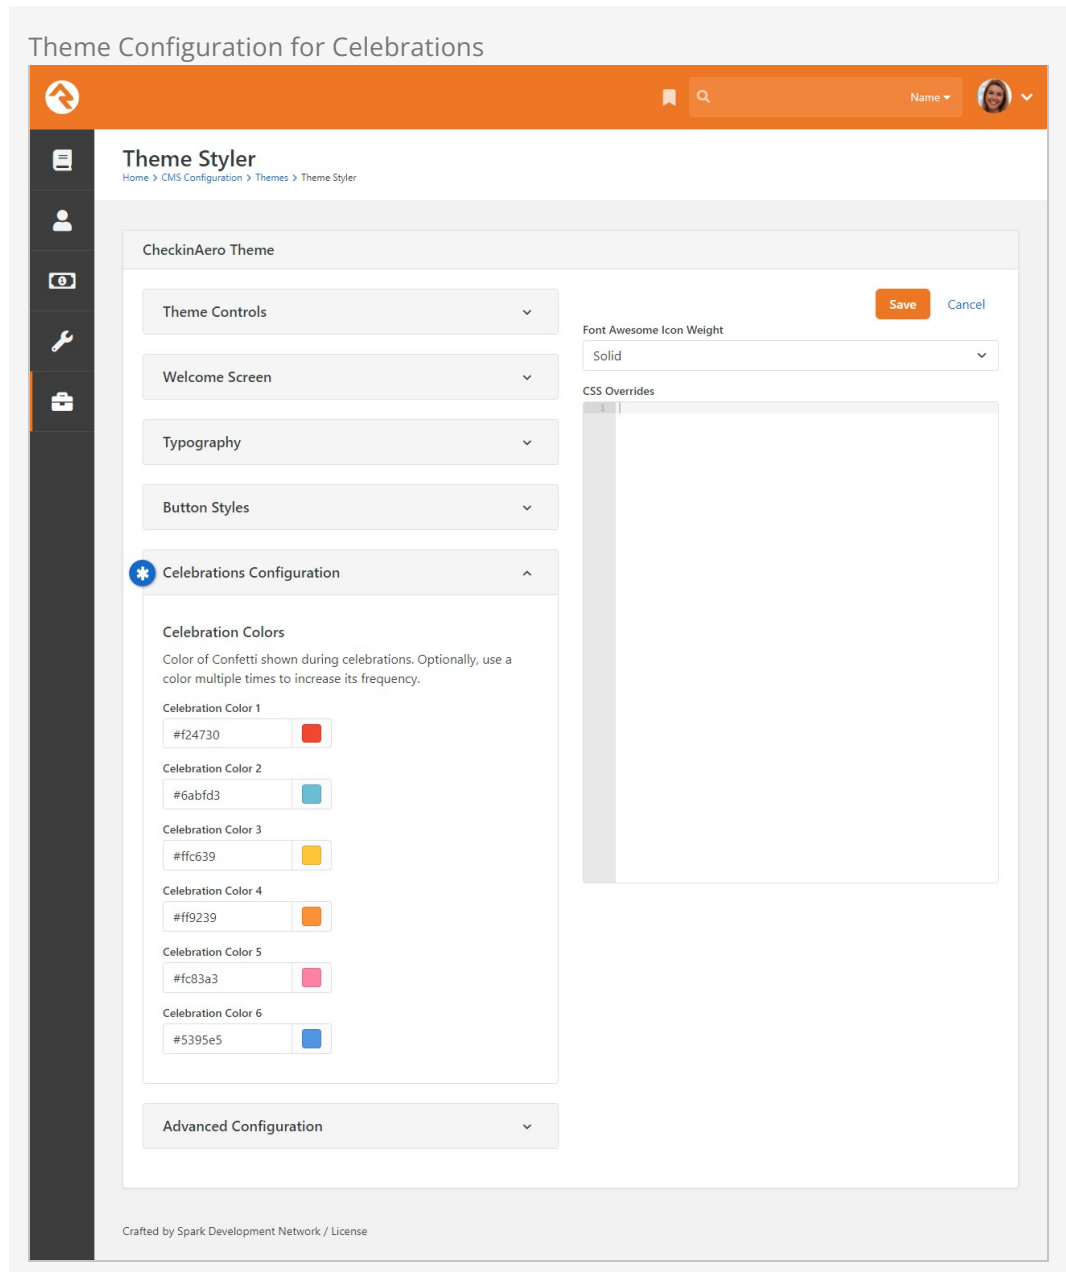 Theme Configuration for Celebrations
Name
Theme Styler
Home > CMS Configuration > Themes > Theme Styler
CheckinAero Theme
Theme Controls
Welcome Screen
Typography
Button Styles
Celebrations Configuration
Celebration Colors
Color of Confetti shown during celebrations. Optionally, use a
color multiple times to increase its frequency.
Celebration Color 1
#f24730
Celebration Color 2
#6abfd3
Celebration Color 3
#ffc639
Celebration Color 4
#ff9239
Celebration Color 5
#fc83a3
Celebration Color 6
#5395e5
Advanced Configuration
Save Cancel
Font Awesome Icon Weight
Solid
CSS Overrides
1
Crafted by Spark Development Network / License